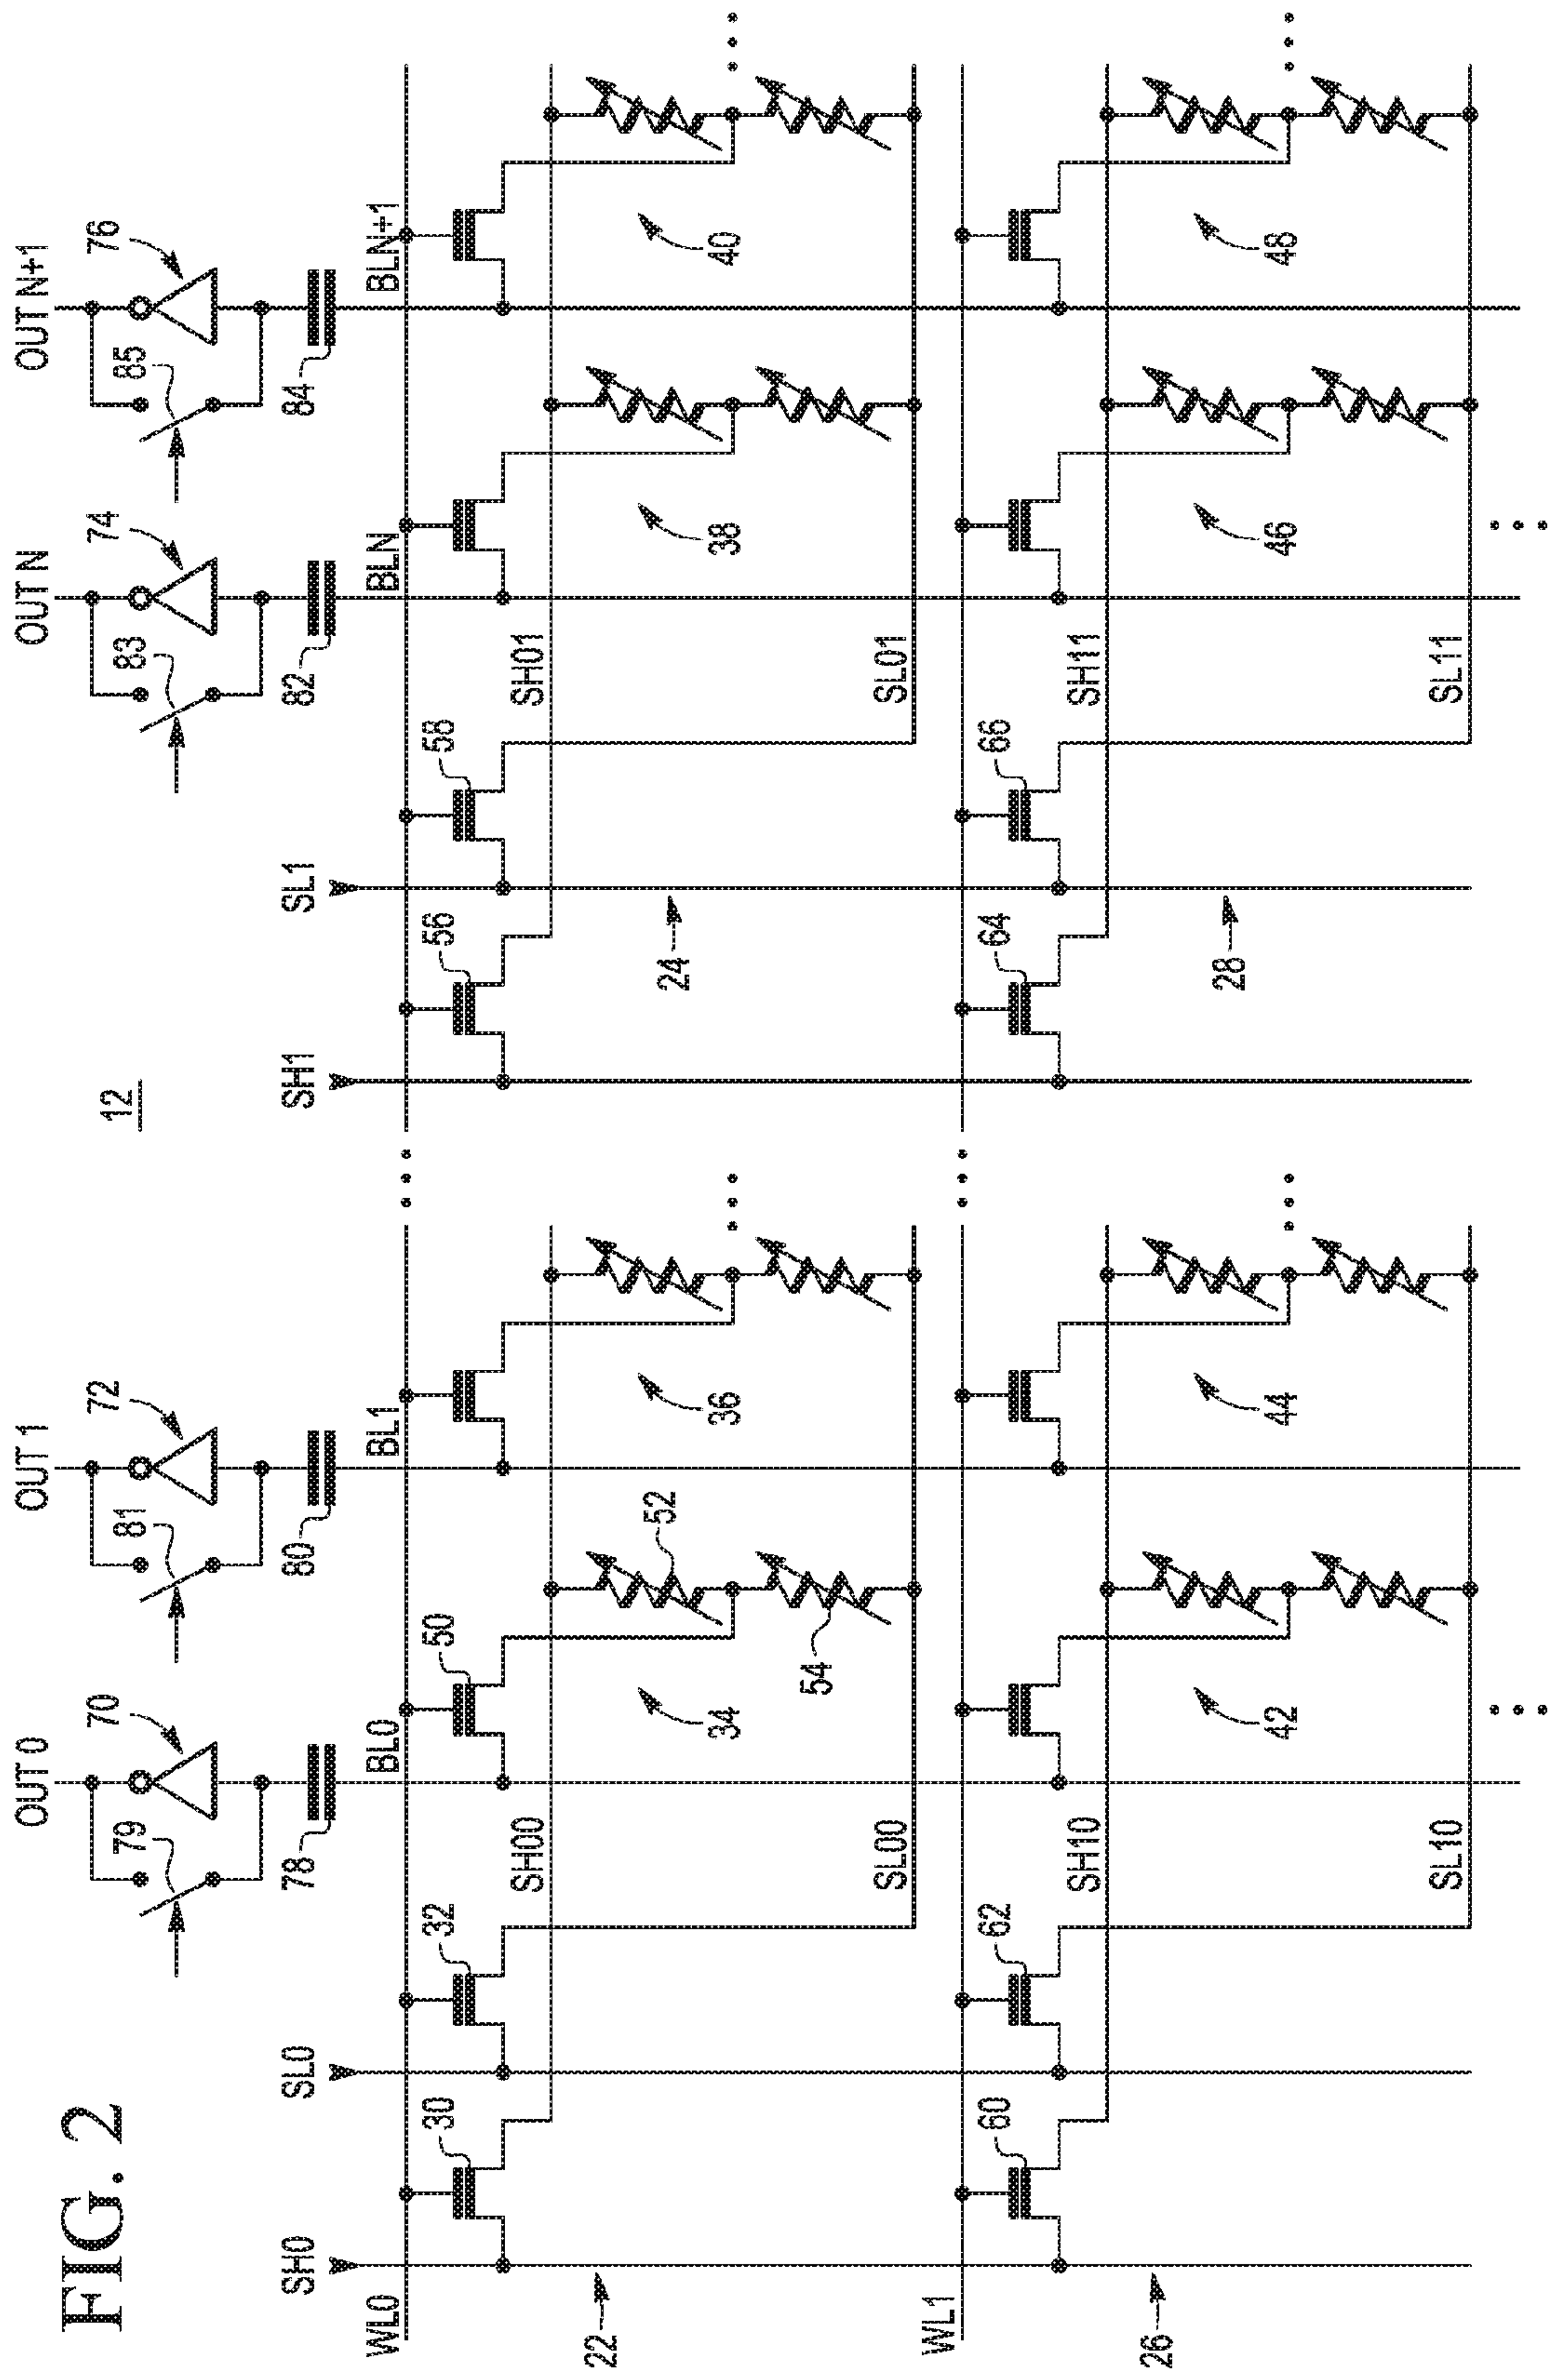 FIG. 2
12
OUT 0
OUT 1
OUT N
OUT N+1
79
70
81
72
83
74
85
76
SH0
SL0
78
80
SH1
SL1
82
84
WL0
BL0
BL1
BLN
BLN+1
30
32
50
56
58
SH00
SH01
52
22
34
36
24
38
40
54
SL00
SL01
WL1
60
62
64
66
SH10
SH11
26
42
44
28
46
48
SL10
SL11